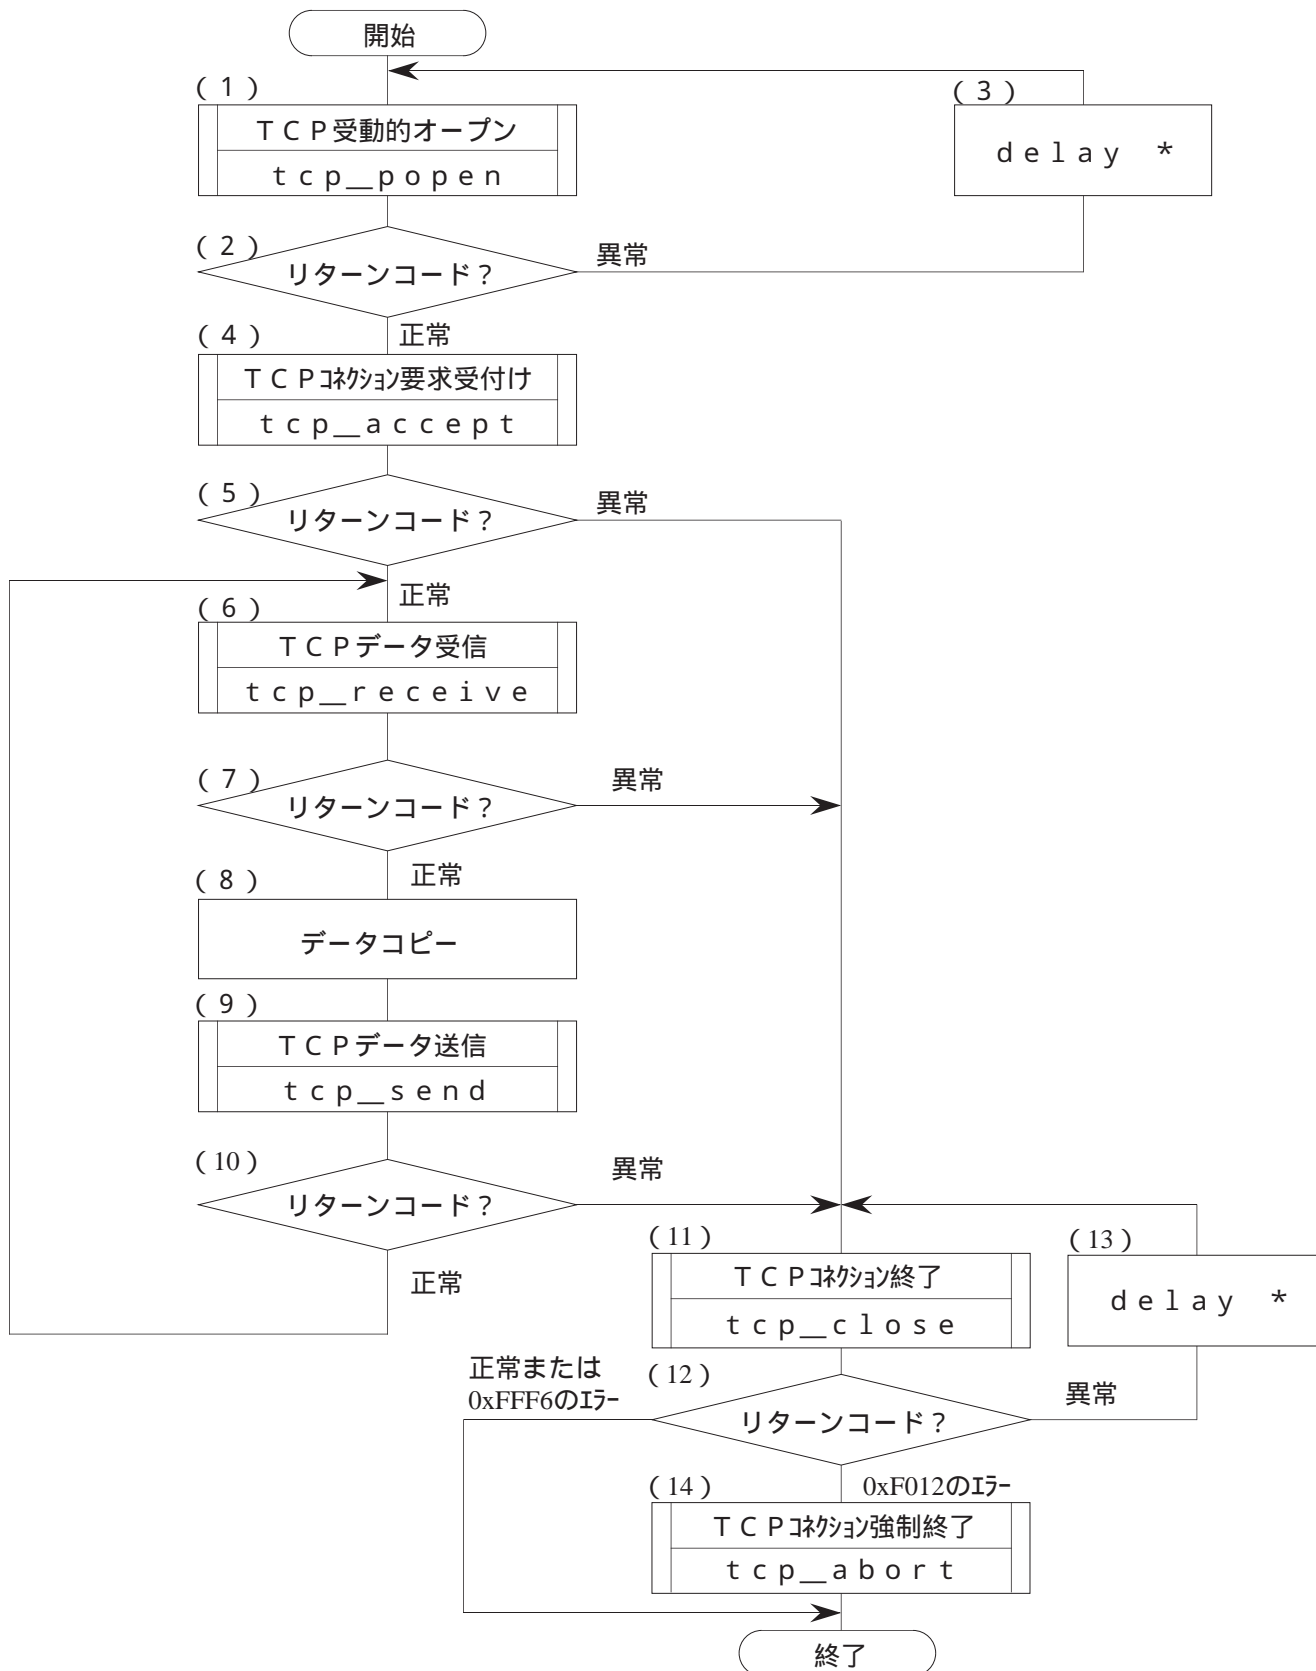 開始
(1)
TCP受動的オープン
tcp_popen
(3)
delay *
(2)
リターンコード?
異常
正常
(4)
TCPコネクション要求受付け
tcp_accept
(5)
リターンコード?
異常
正常
(6)
TCPデータ受信
tcp_receive
(7)
リターンコード?
異常
正常
(8)
データコピー
(9)
TCPデータ送信
tcp_send
(10)
リターンコード?
異常
正常
(11)
TCPコネクション終了
tcp_close
(13)
delay *
正常または
0xFFF6のエラー
(12)
リターンコード?
異常
0xF012のエラー
(14)
TCPコネクション強制終了
tcp_abort
終了